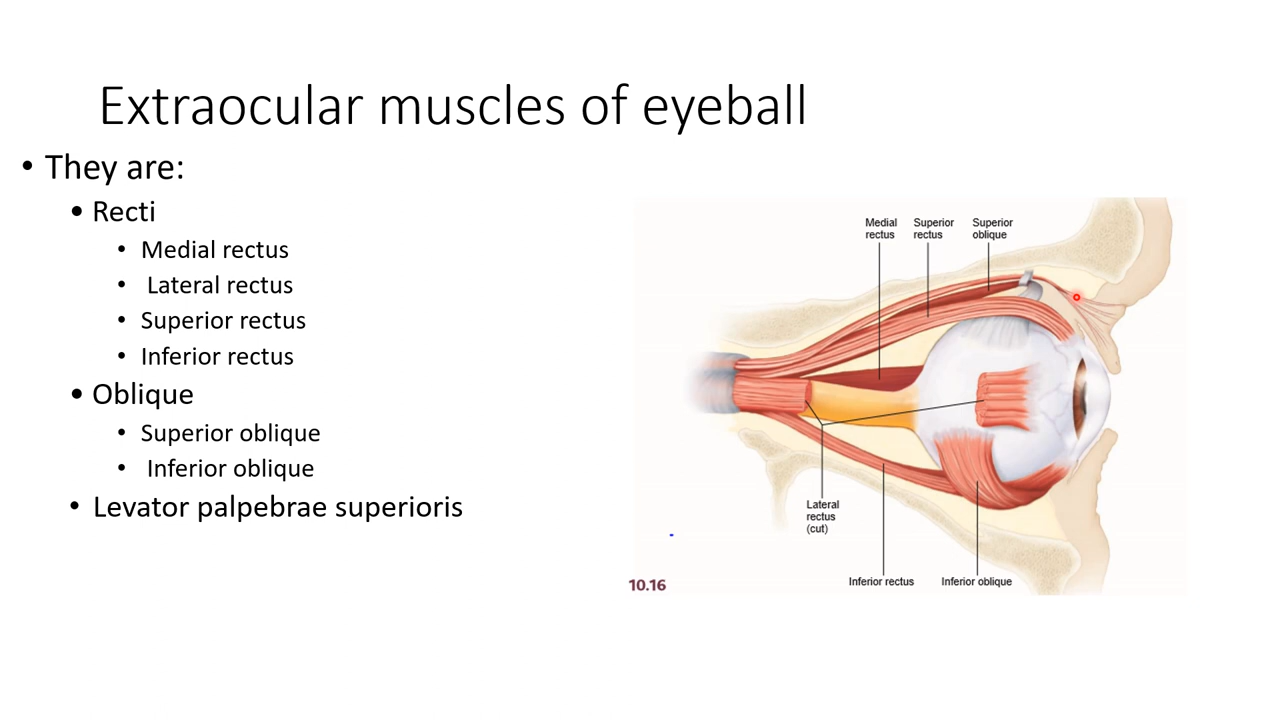 Extraocular muscles of eyeball
• They are:
• Recti
• Medial rectus
• Lateral rectus
• Superior rectus
• Inferior rectus
• Oblique
• Superior oblique
• Inferior oblique
• Levator palpebrae superioris
Medial
rectus
Superior
rectus
Superior
oblique
Lateral
rectus
(cut)
Inferior rectus
Inferior oblique
10.16